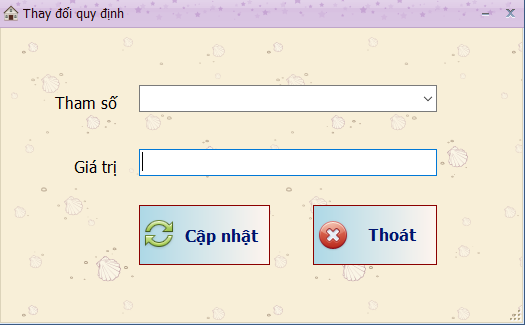 Thay đổi quy định
Tham số
Giá trị
Cập nhật
Thoát